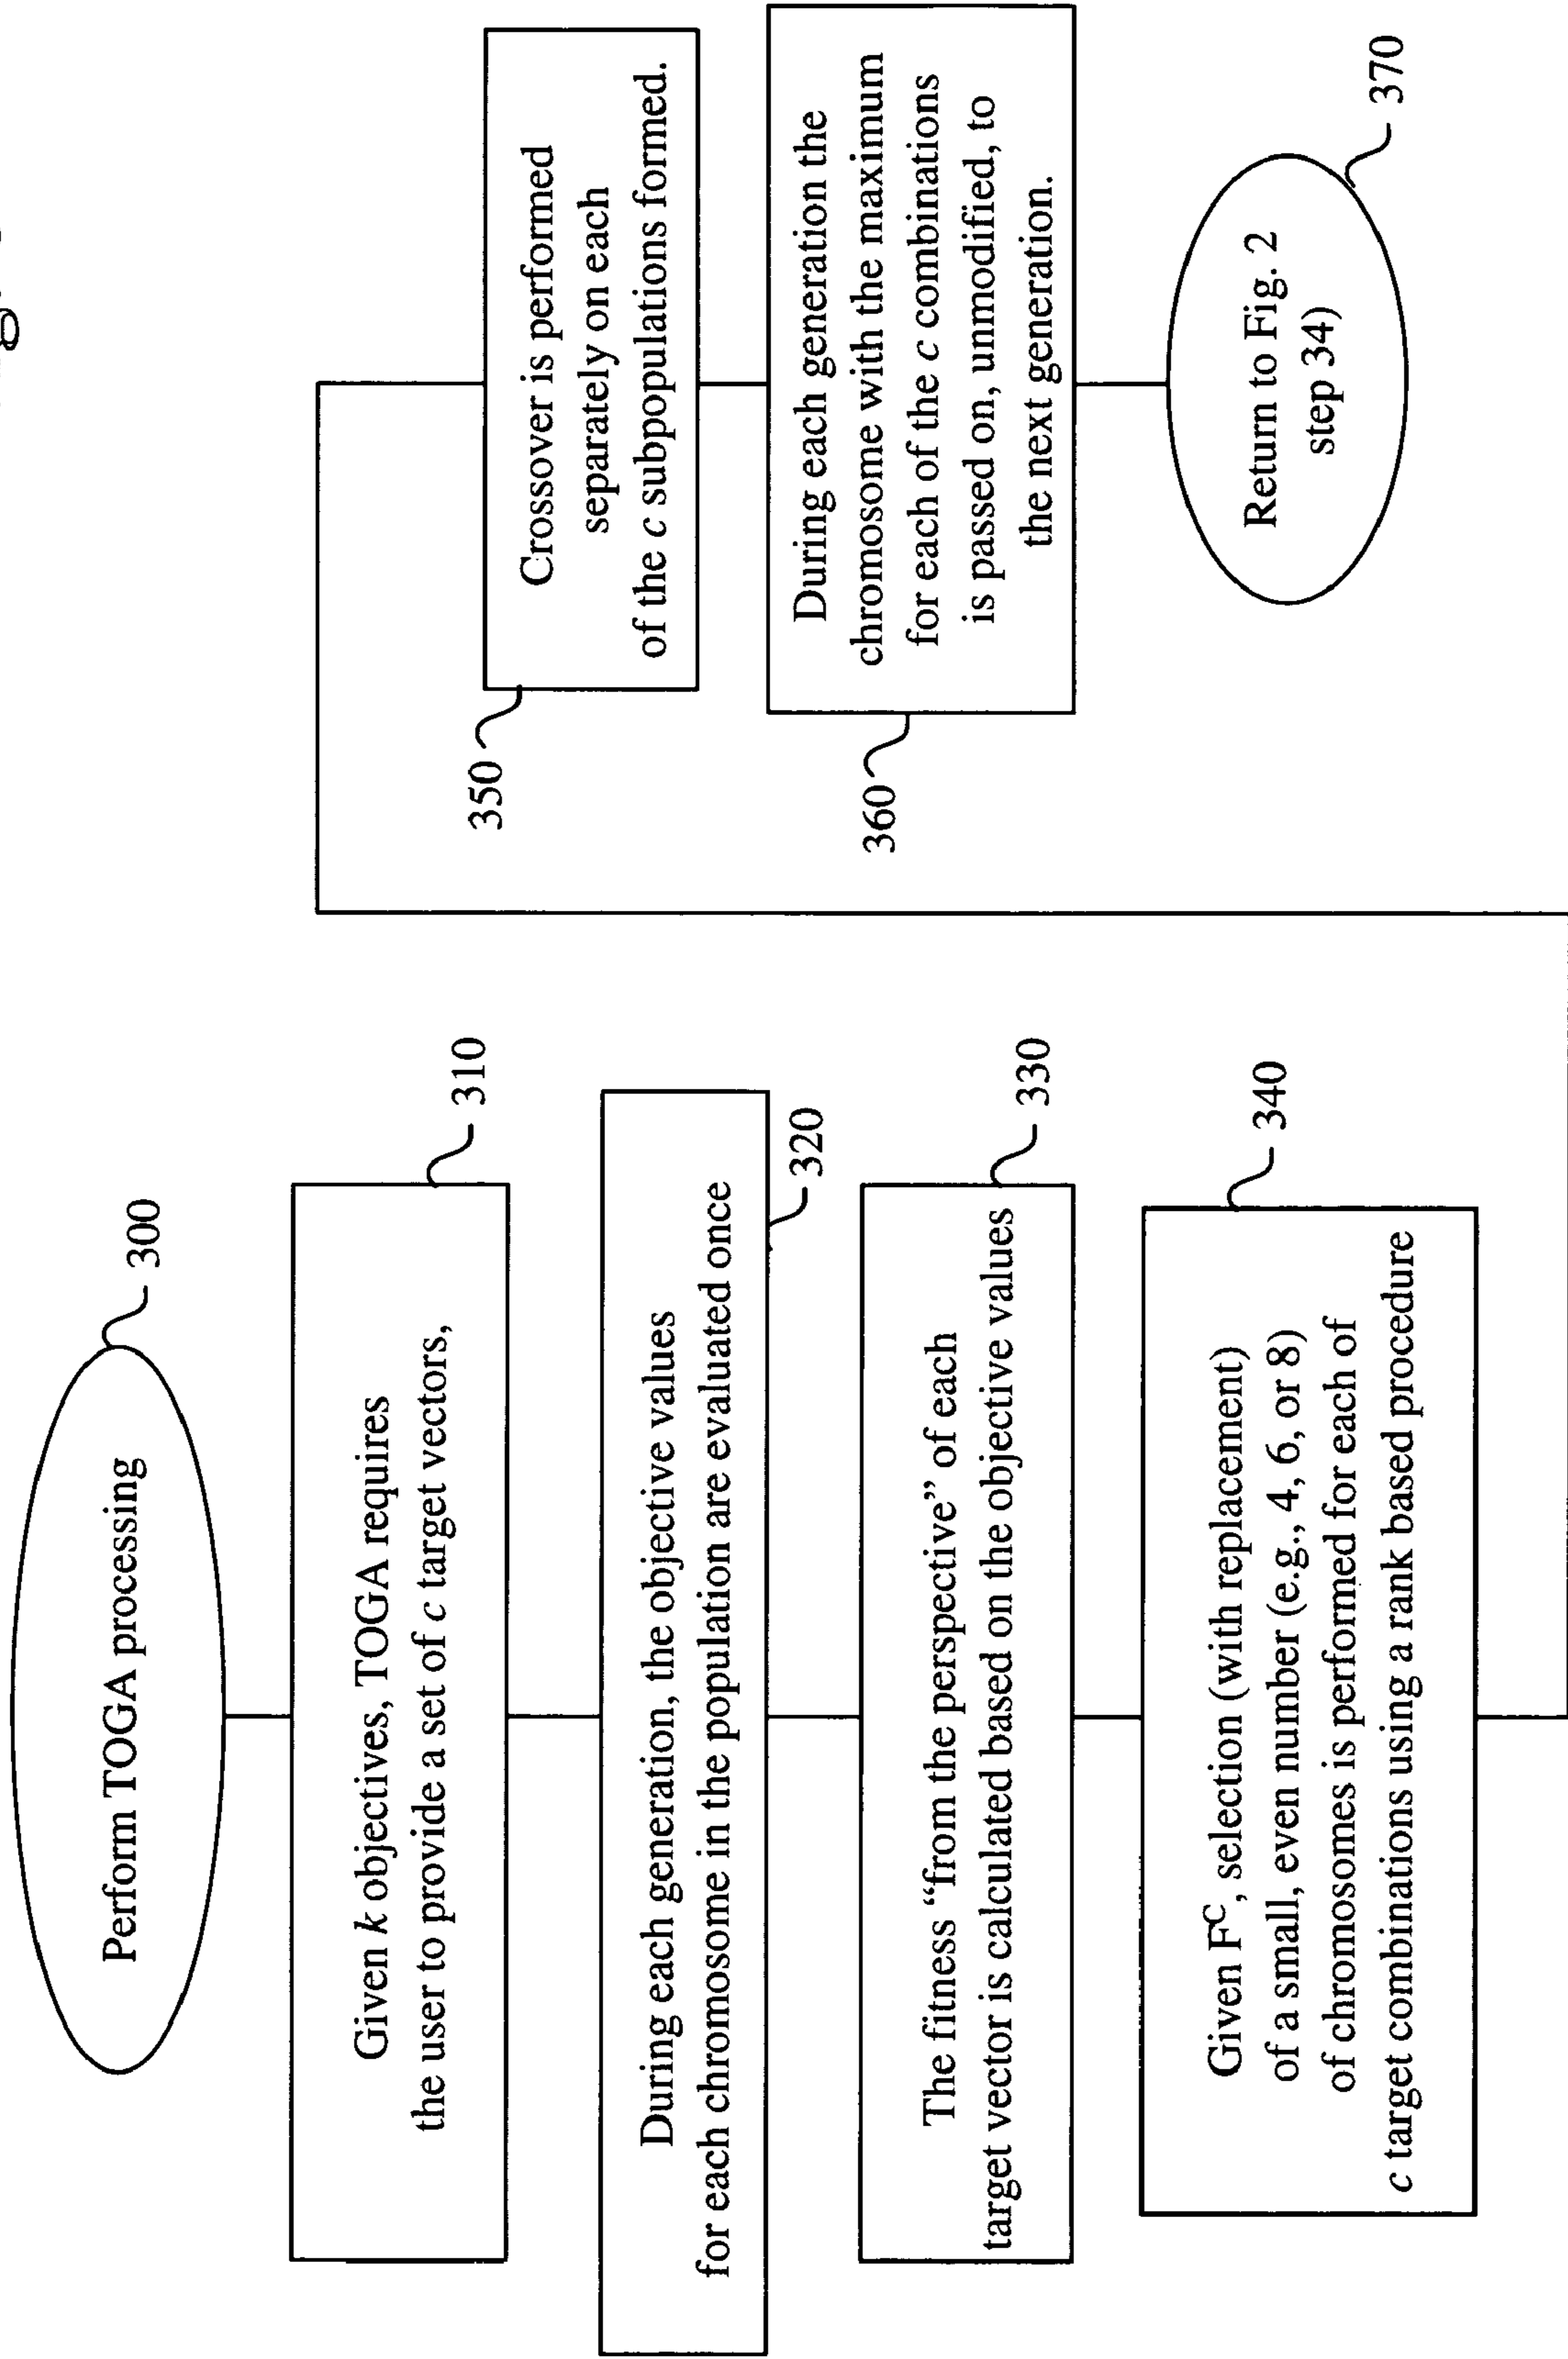 Perform TOGA processing
300
Given k objectives, TOGA requires
the user to provide a set of c target vectors,
310
During each generation, the objective values
for each chromosome in the population are evaluated once
320
The fitness “from the perspective” of each
target vector is calculated based on the objective values
330
Given F^C, selection (with replacement)
of a small, even number (e.g., 4, 6, or 8)
of chromosomes is performed for each of
c target combinations using a rank based procedure
340
Crossover is performed
separately on each
of the c subpopulations formed.
350
During each generation the
chromosome with the maximum
for each of the c combinations
is passed on, unmodified, to
the next generation.
360
Return to Fig. 2
step 34)
370